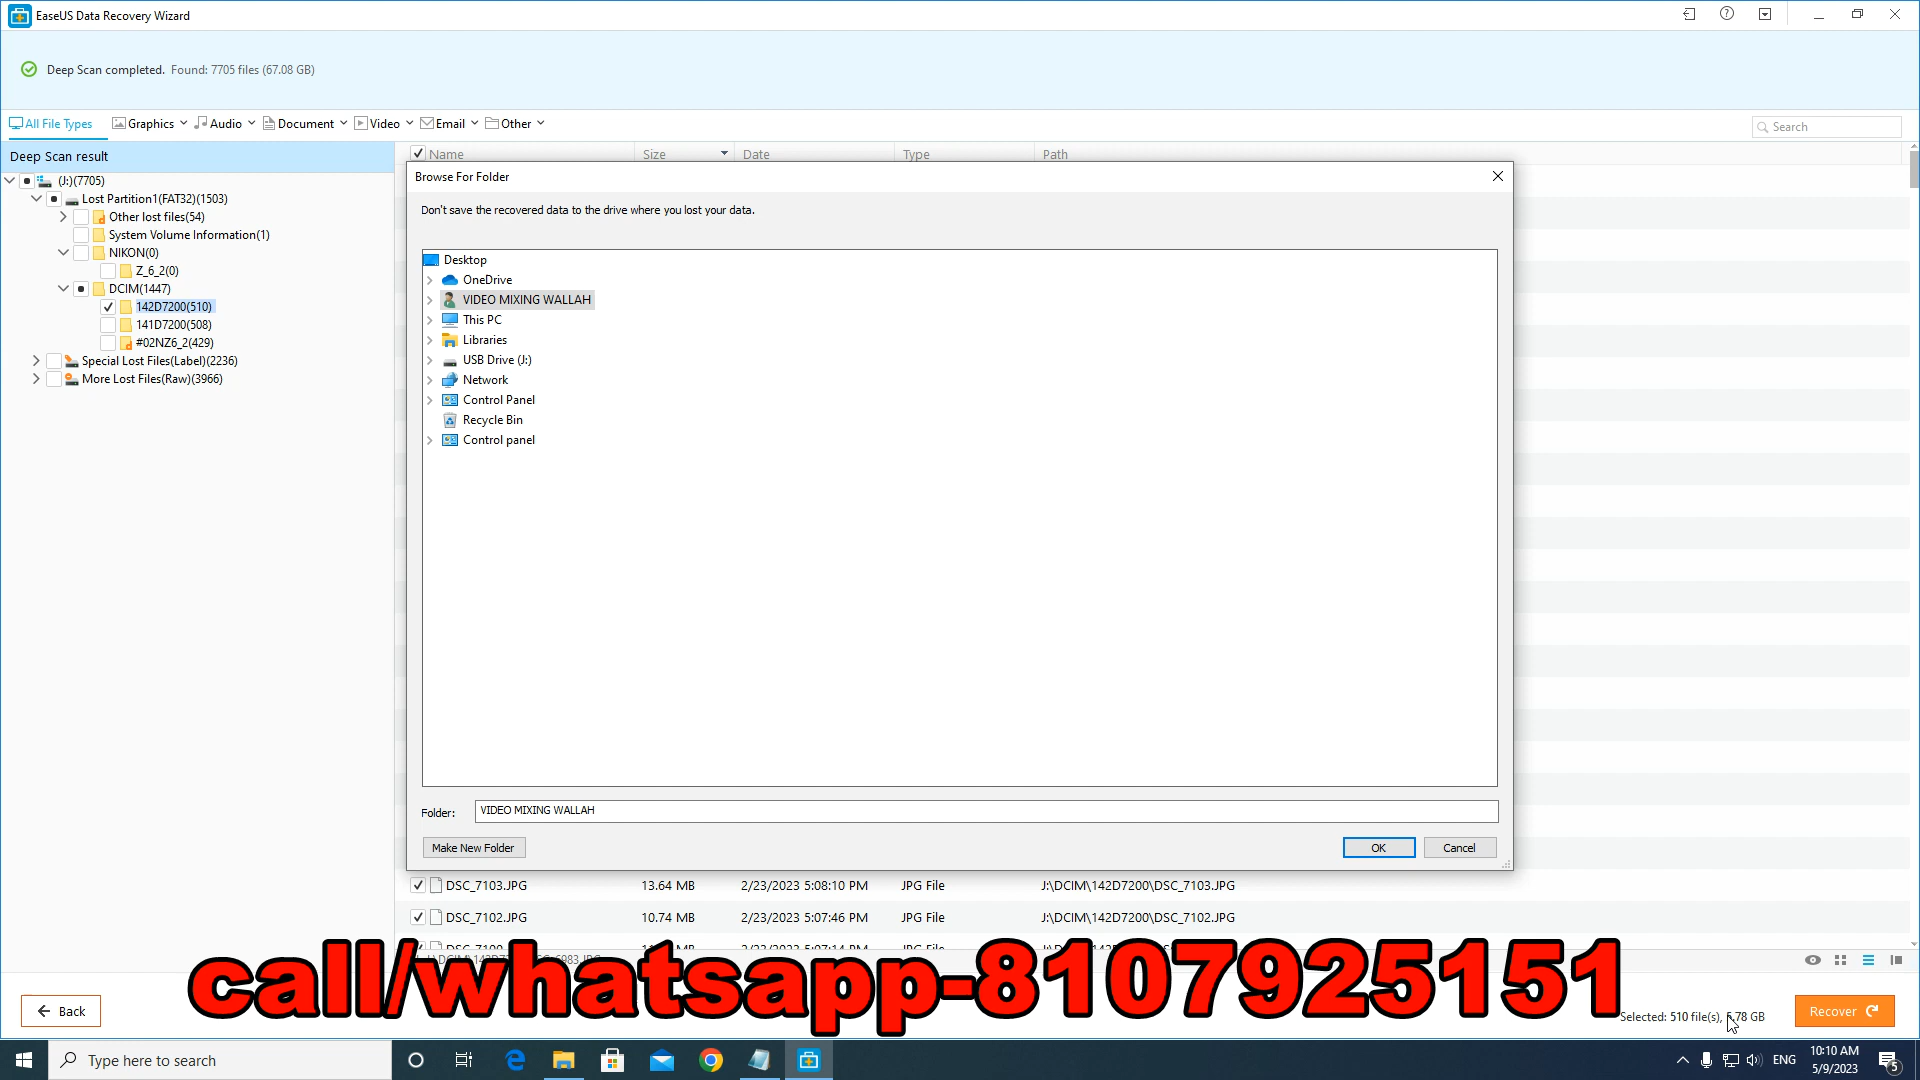 EaseUS Data Recovery Wizard
Deep Scan completed. Found: 7705 files (67.08 GB)
All File Types Graphics Audio Document Video Email Other
Search
Deep Scan result
Name Size Date Type Path
(J:)(7705)
Lost Partition1(FAT32)(1503)
Other lost files(54)
System Volume Information(1)
NIKON(0)
Z_6_2(0)
DCIM(1447)
142D7200(510)
141D7200(508)
#02NZ6_2(429)
Special Lost Files(Label)(2236)
More Lost Files(Raw)(3966)
Browse For Folder
Don't save the recovered data to the drive where you lost your data.
Desktop
OneDrive
VIDEO MIXING WALLAH
This PC
Libraries
USB Drive (J:)
Network
Control Panel
Recycle Bin
Control panel
Folder: VIDEO MIXING WALLAH
Make New Folder
OK Cancel
DSC_7103.JPG 13.64 MB 2/23/2023 5:08:10 PM JPG File J:\DCIM\142D7200\DSC_7103.JPG
DSC_7102.JPG 10.74 MB 2/23/2023 5:07:46 PM JPG File J:\DCIM\142D7200\DSC_7102.JPG
call/whatsapp-8107925151
Back
Selected: 510 file(s), 78 GB
Recover
Type here to search
ENG
10:10 AM
5/9/2023
5